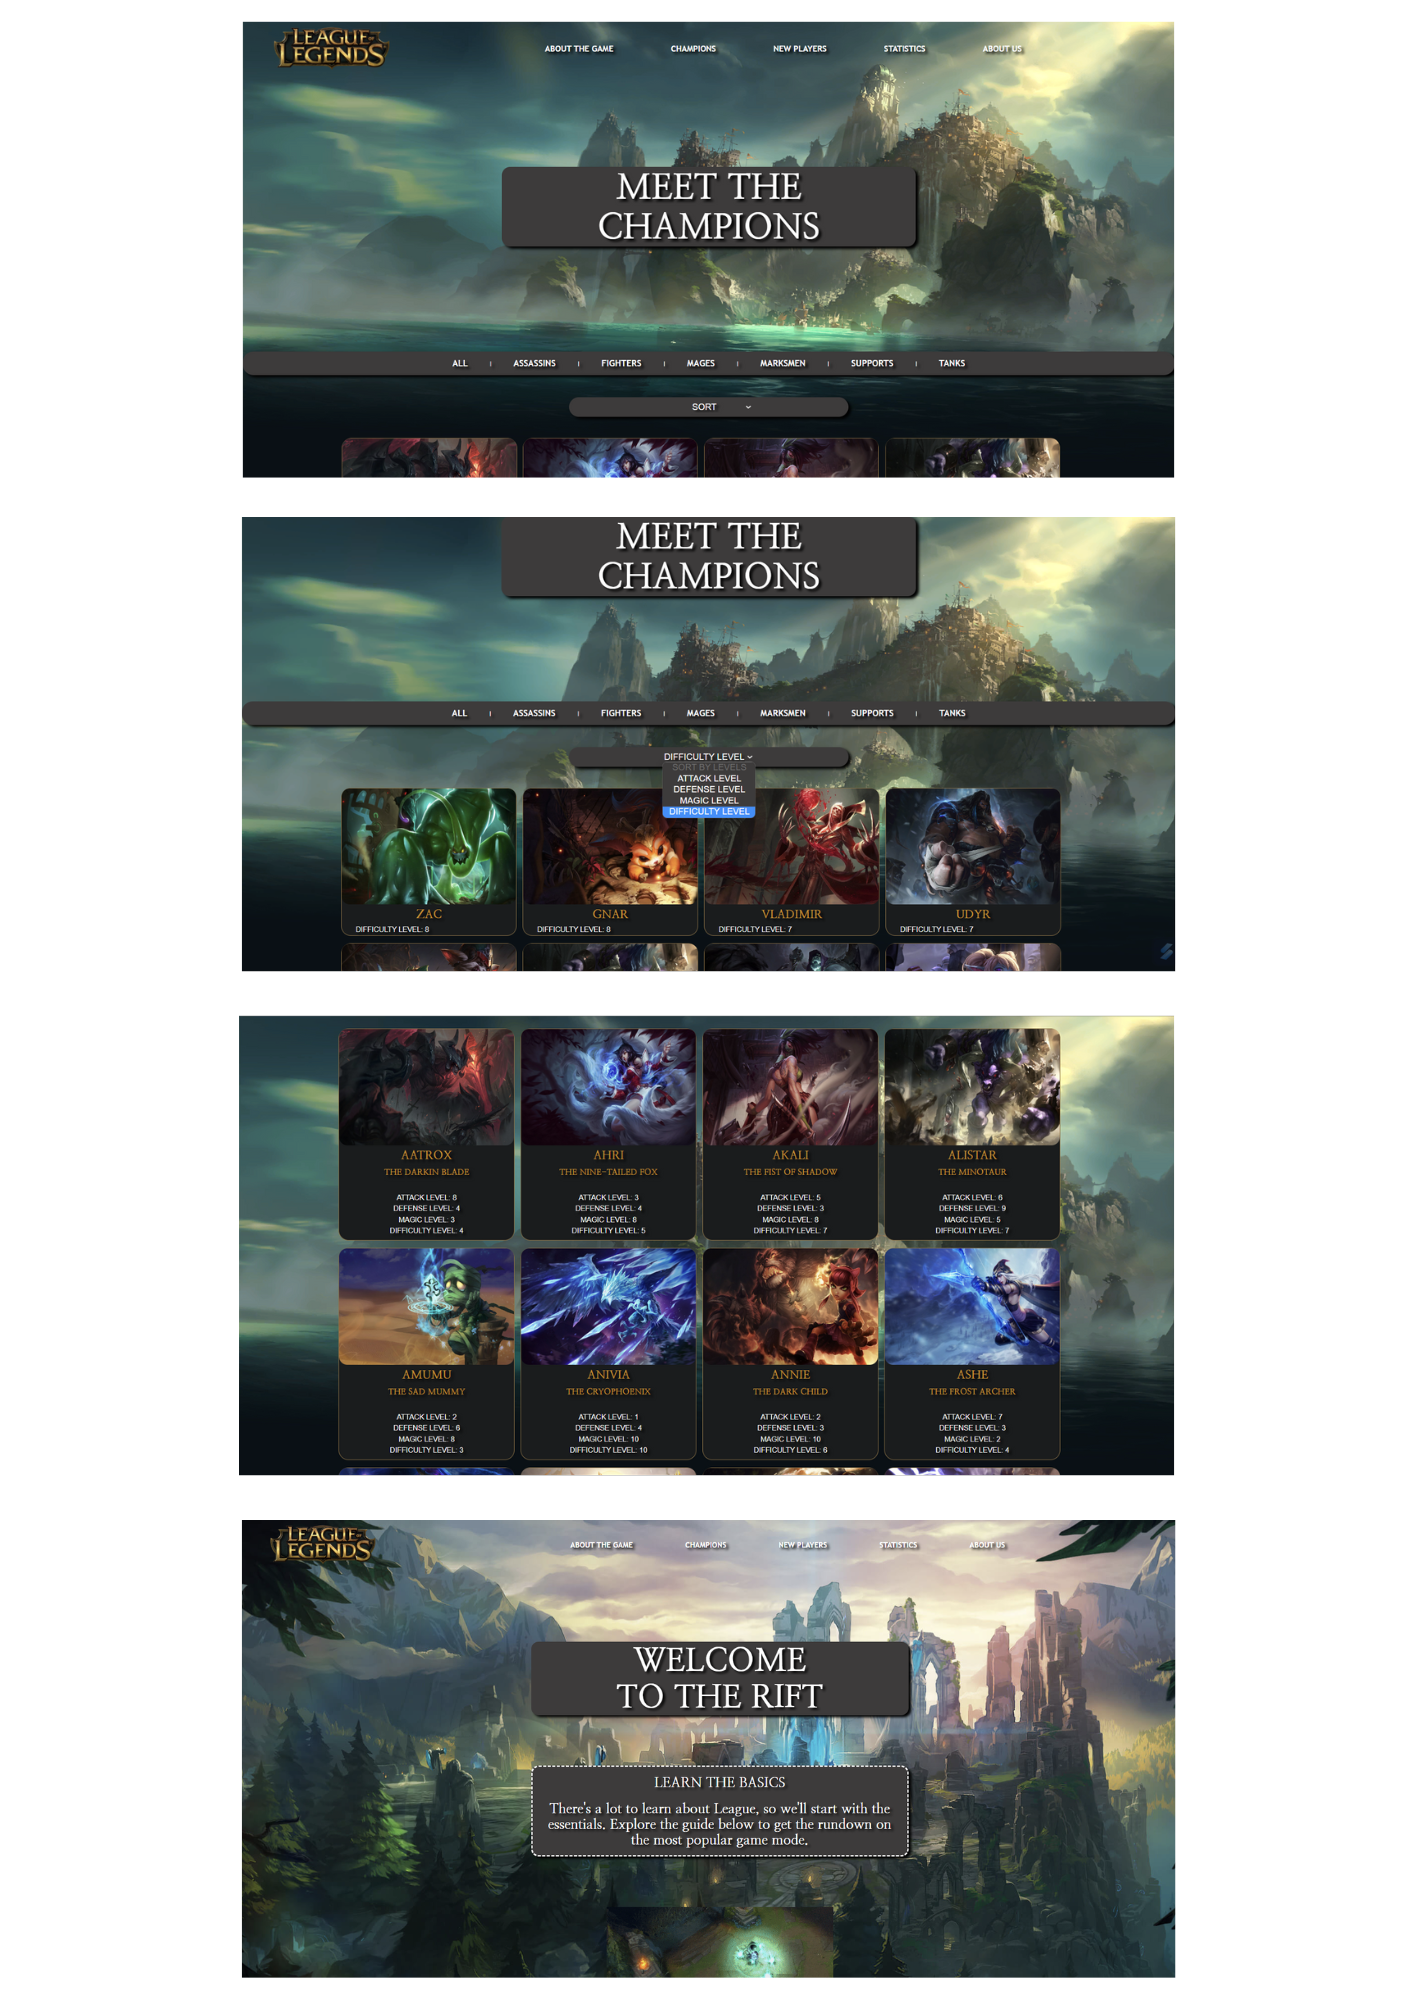 LEAGUE OF
LEGENDS
ABOUT THE GAME CHAMPIONS NEW PLAYERS STATISTICS ABOUT US
MEET THE
CHAMPIONS
ALL | ASSASSINS | FIGHTERS | MAGES | MARKSMEN | SUPPORTS | TANKS
SORT
MEET THE
CHAMPIONS
ALL | ASSASSINS | FIGHTERS | MAGES | MARKSMEN | SUPPORTS | TANKS
DIFFICULTY LEVEL
SORT BY LEVELS
ATTACK LEVEL
DEFENSE LEVEL
MAGIC LEVEL
DIFFICULTY LEVEL
ZAC GNAR VLADIMIR UDYR
DIFFICULTY LEVEL: 8 DIFFICULTY LEVEL: 8 DIFFICULTY LEVEL: 7 DIFFICULTY LEVEL: 7
AATROX AHRI AKALI ALISTAR
THE DARKIN BLADE THE NINE-TAILED FOX THE FIST OF SHADOW THE MINOTAUR
ATTACK LEVEL: 8 ATTACK LEVEL: 3 ATTACK LEVEL: 5 ATTACK LEVEL: 6
DEFENSE LEVEL: 4 DEFENSE LEVEL: 4 DEFENSE LEVEL: 3 DEFENSE LEVEL: 9
MAGIC LEVEL: 3 MAGIC LEVEL: 8 MAGIC LEVEL: 8 MAGIC LEVEL: 5
DIFFICULTY LEVEL: 4 DIFFICULTY LEVEL: 5 DIFFICULTY LEVEL: 7 DIFFICULTY LEVEL: 7
AMUMU ANIVIA ANNIE ASHE
THE SAD MUMMY THE CRYOPHOENIX THE DARK CHILD THE FROST ARCHER
ATTACK LEVEL: 2 ATTACK LEVEL: 1 ATTACK LEVEL: 2 ATTACK LEVEL: 7
DEFENSE LEVEL: 6 DEFENSE LEVEL: 4 DEFENSE LEVEL: 3 DEFENSE LEVEL: 3
MAGIC LEVEL: 8 MAGIC LEVEL: 10 MAGIC LEVEL: 10 MAGIC LEVEL: 2
DIFFICULTY LEVEL: 3 DIFFICULTY LEVEL: 10 DIFFICULTY LEVEL: 6 DIFFICULTY LEVEL: 4
LEAGUE OF
LEGENDS
ABOUT THE GAME CHAMPIONS NEW PLAYERS STATISTICS ABOUT US
WELCOME
TO THE RIFT
LEARN THE BASICS
There's a lot to learn about League, so we'll start with the
essentials. Explore the guide below to get the rundown on
the most popular game mode.